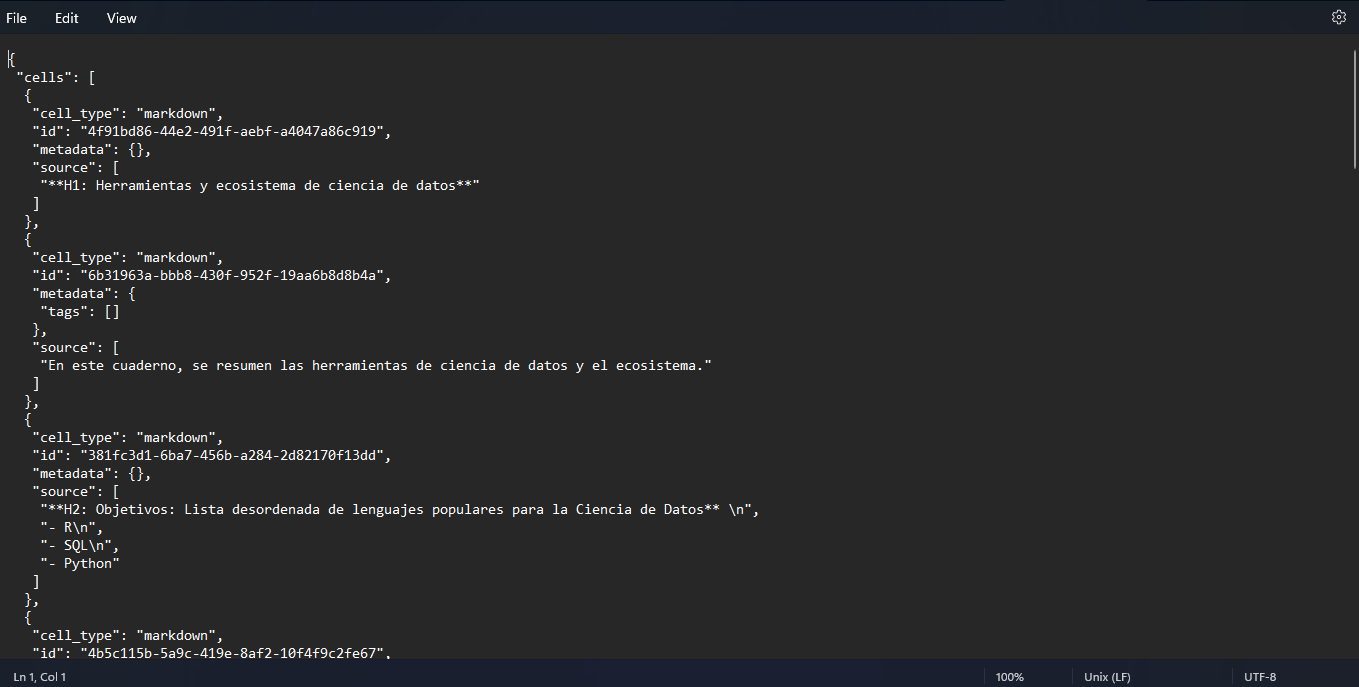 File Edit View
{
 "cells": [
  {
   "cell_type": "markdown",
   "id": "4f91bd86-44e2-491f-aebf-a4047a86c919",
   "metadata": {},
   "source": [
    "**H1: Herramientas y ecosistema de ciencia de datos**"
   ]
  },
  {
   "cell_type": "markdown",
   "id": "6b31963a-bbb8-430f-952f-19aa6b8d8b4a",
   "metadata": {
    "tags": []
   },
   "source": [
    "En este cuaderno, se resumen las herramientas de ciencia de datos y el ecosistema."
   ]
  },
  {
   "cell_type": "markdown",
   "id": "381fc3d1-6ba7-456b-a284-2d82170f13dd",
   "metadata": {},
   "source": [
    "**H2: Objetivos: Lista desordenada de lenguajes populares para la Ciencia de Datos** \n",
    "- R\n",
    "- SQL\n",
    "- Python"
   ]
  },
  {
   "cell_type": "markdown",
   "id": "4b5c115b-5a9c-419e-8af2-10f4f9c2fe67",
Ln 1, Col 1 100% Unix (LF) UTF-8